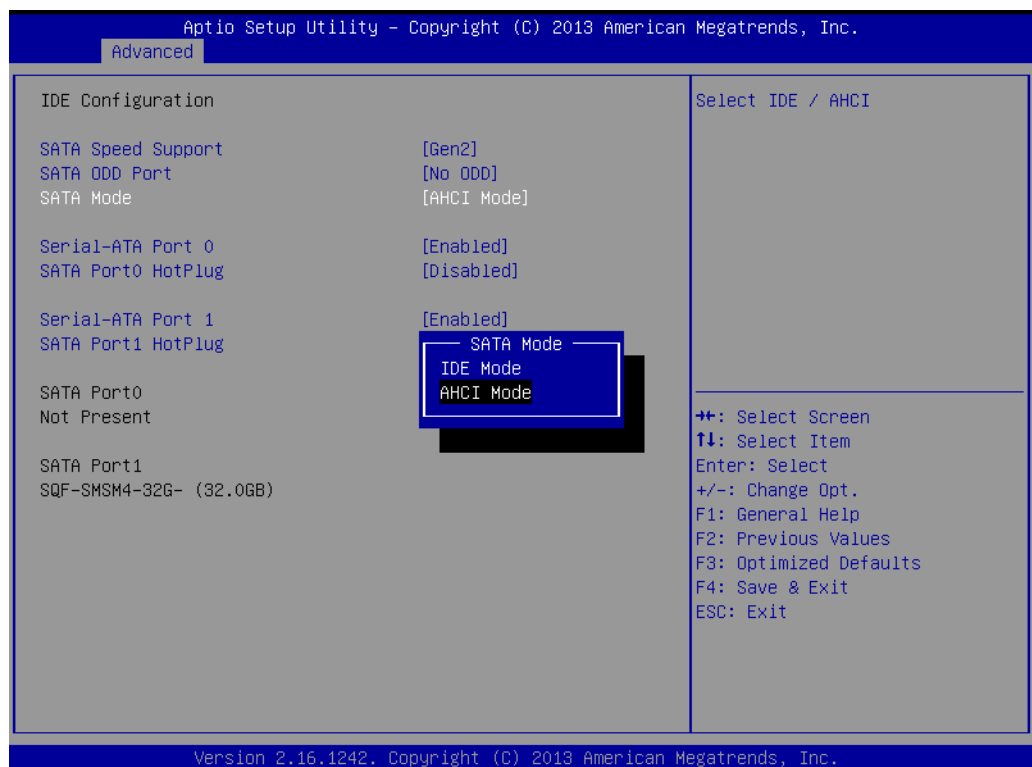 Aptio Setup Utility – Copyright (C) 2013 American Megatrends, Inc.
Advanced
IDE Configuration
SATA Speed Support [Gen2]
SATA ODD Port [No ODD]
SATA Mode [AHCI Mode]
Serial-ATA Port 0 [Enabled]
SATA Port0 HotPlug [Disabled]
Serial-ATA Port 1 [Enabled]
SATA Port1 HotPlug
SATA Port0
Not Present
SATA Port1
SQF-SMSM4-32G- (32.0GB)
SATA Mode
IDE Mode
AHCI Mode
Select IDE / AHCI
→←: Select Screen
↑↓: Select Item
Enter: Select
+/-: Change Opt.
F1: General Help
F2: Previous Values
F3: Optimized Defaults
F4: Save & Exit
ESC: Exit
Version 2.16.1242. Copyright (C) 2013 American Megatrends, Inc.